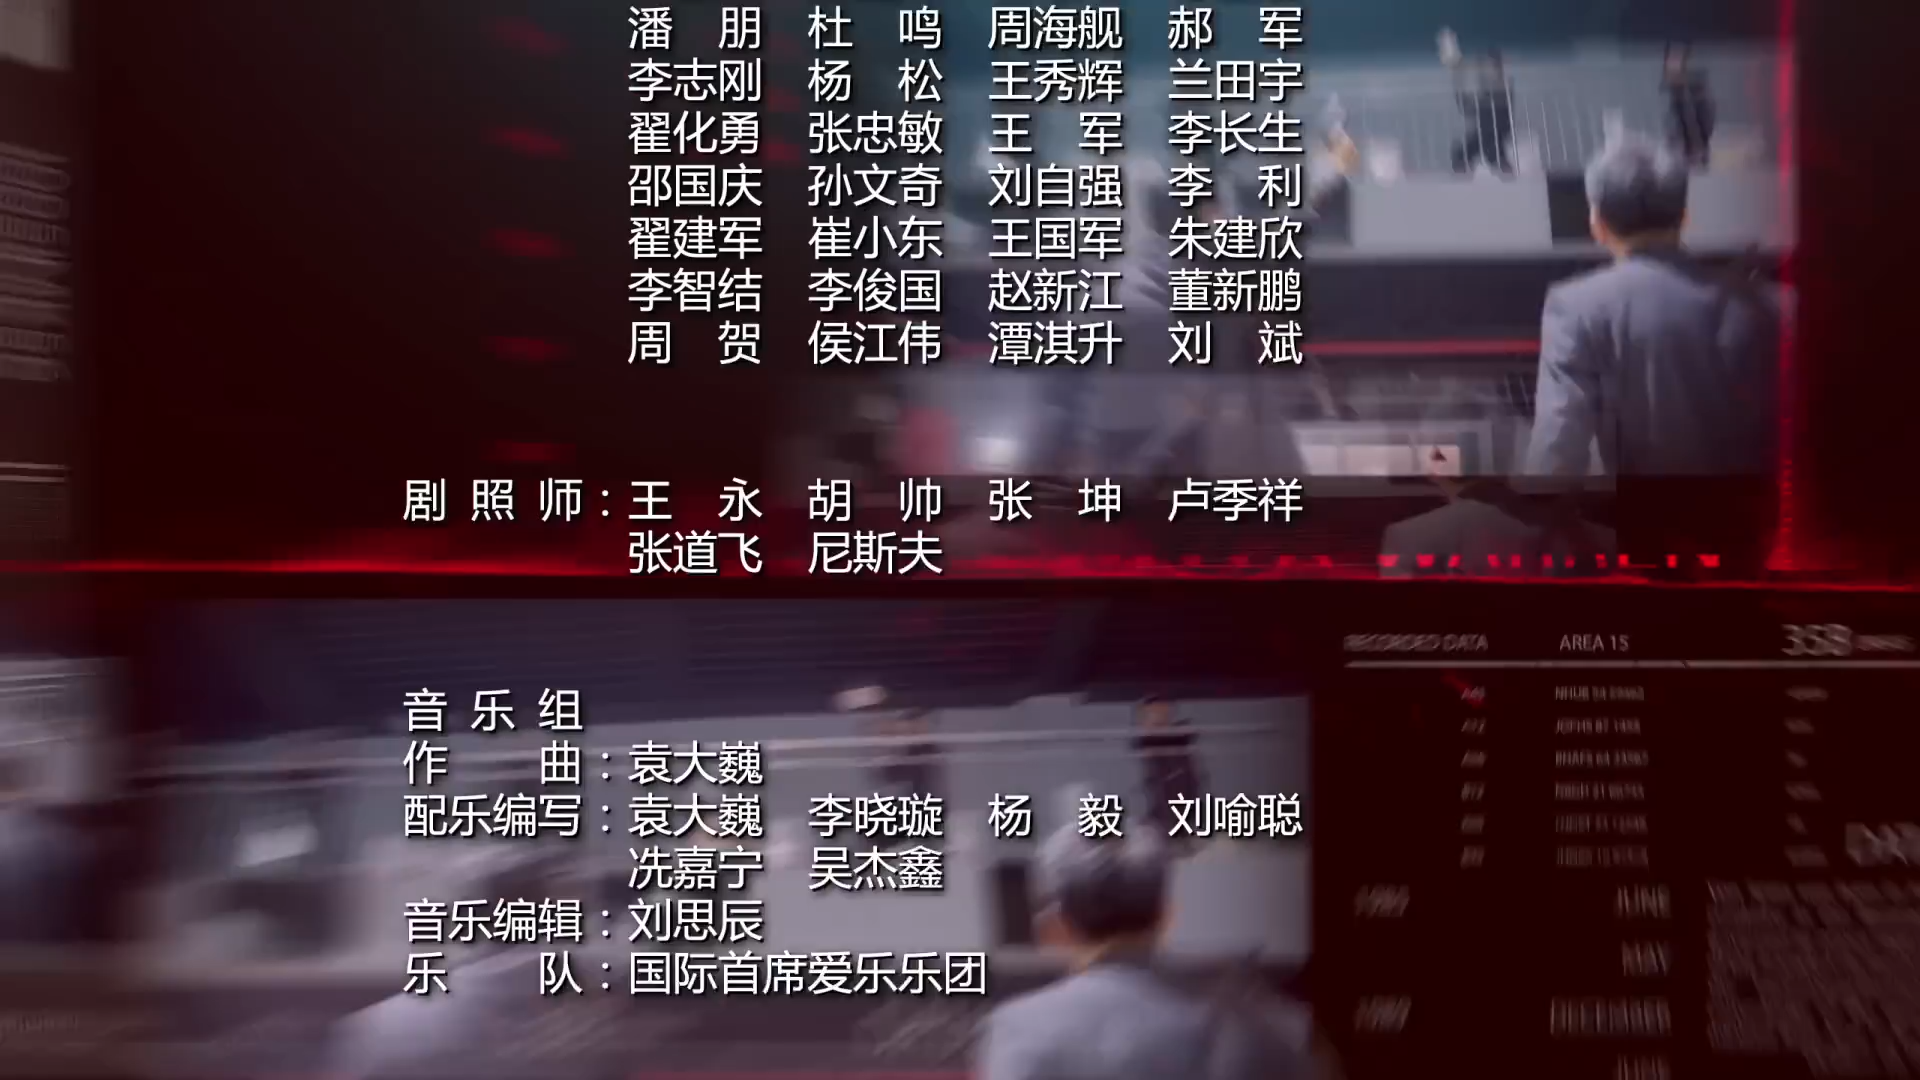 潘　朋　杜　鸣　周海舰　郝　军
李志刚　杨　松　王秀辉　兰田宇
翟化勇　张忠敏　王　军　李长生
邵国庆　孙文奇　刘自强　李　利
翟建军　崔小东　王国军　朱建欣
李智结　李俊国　赵新江　董新鹏
周　贺　侯江伟　潭淇升　刘　斌
剧 照 师：王　永　胡　帅　张　坤　卢季祥
张道飞　尼斯夫
音 乐 组
作　　曲：袁大巍
配乐编写：袁大巍　李晓璇　杨　毅　刘喻聪
冼嘉宁　吴杰鑫
音乐编辑：刘思辰
乐　　队：国际首席爱乐乐团
RECORDED DATA　AREA 15
JUNE
MAY
DECEMBER
JUNE